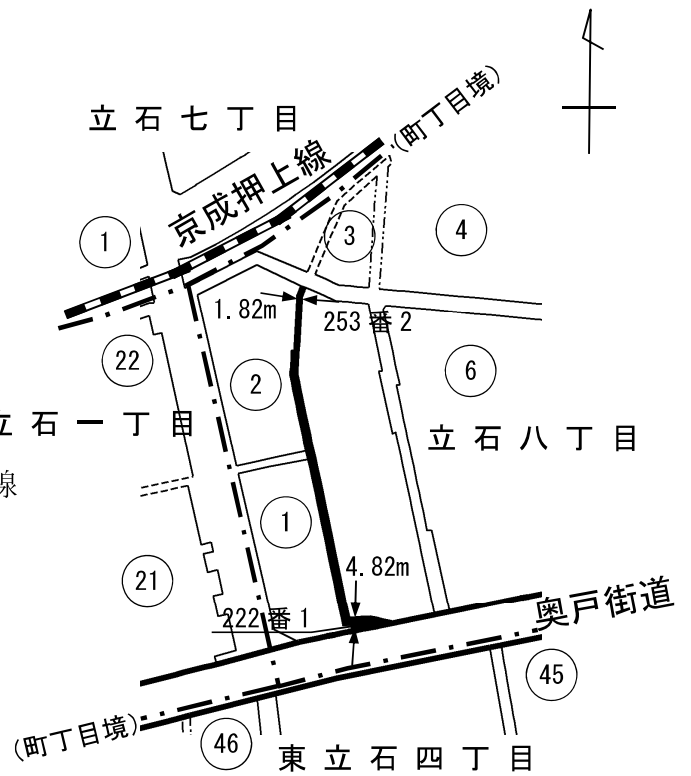 立石七丁目
(町丁目境)
京成押上線
1
3
4
1.82m
253番2
22
2
6
立石一丁目
立石八丁目
線
1
21
4.82m
222番1
奥戸街道
45
(町丁目境)
46
東立石四丁目